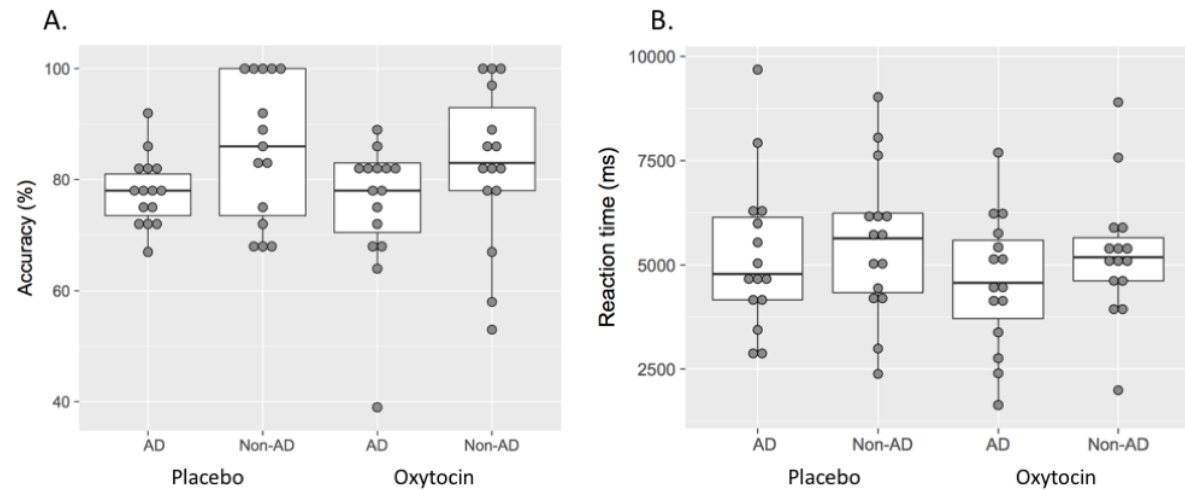 A.
Accuracy (%)
100
80
60
40
AD
Non-AD
AD
Non-AD
Placebo
Oxytocin
B.
Reaction time (ms)
10000
7500
5000
2500
AD
Non-AD
AD
Non-AD
Placebo
Oxytocin